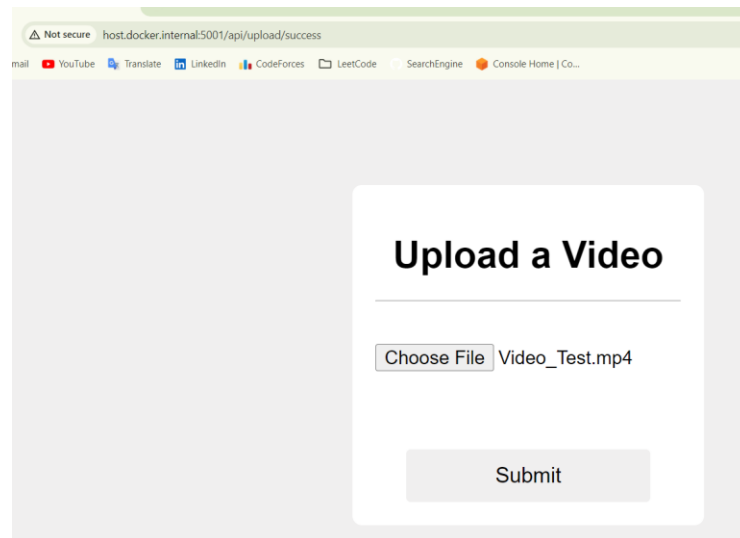 Not secure host.docker.internal:5001/api/upload/success
mail YouTube Translate LinkedIn CodeForces LeetCode SearchEngine Console Home | Co...
Upload a Video
Choose File Video_Test.mp4
Submit